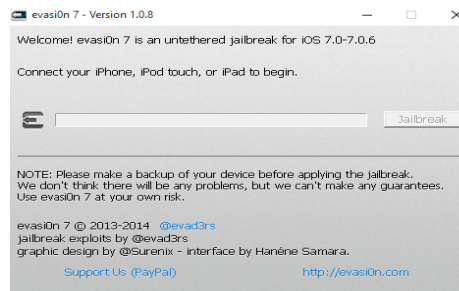 evasi0n 7 - Version 1.0.8
Welcome! evasi0n 7 is an untethered jailbreak for iOS 7.0-7.0.6
Connect your iPhone, iPod touch, or iPad to begin.
Jailbreak
NOTE: Please make a backup of your device before applying the jailbreak.
We don't think there will be any problems, but we can't make any guarantees.
Use evasi0n 7 at your own risk.
evasi0n 7 © 2013-2014 @evad3rs
jailbreak exploits by @evad3rs
graphic design by @Surenix - interface by Hanéne Samara.
Support Us (PayPal) http://evasi0n.com